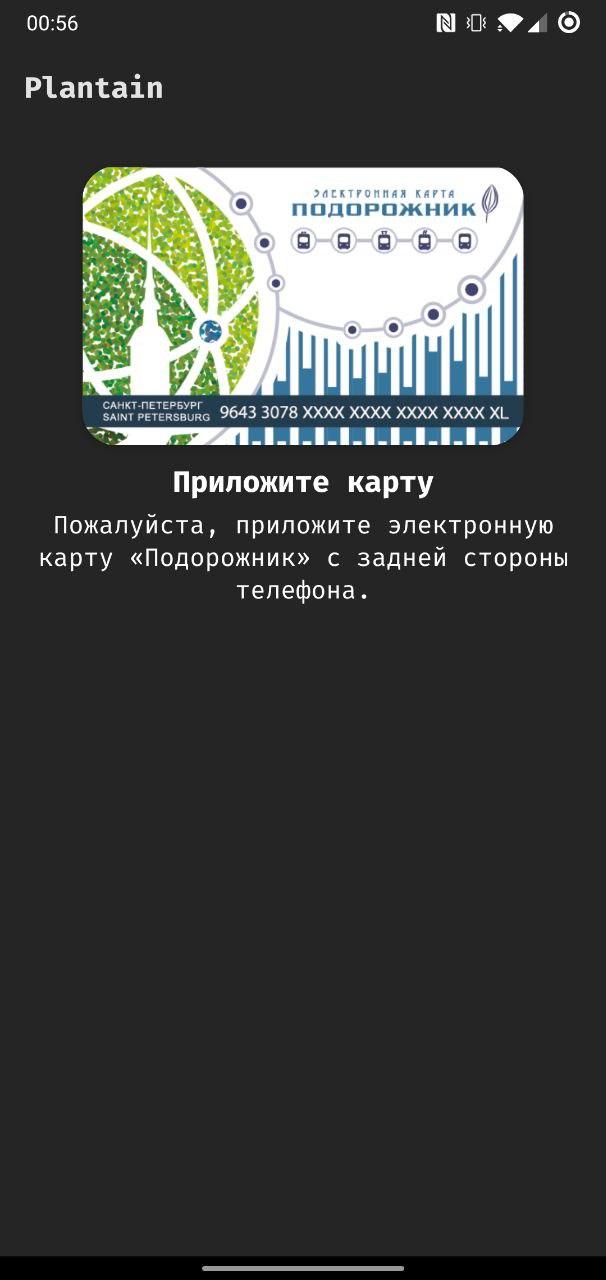 00:56
Plantain
ЭЛЕКТРОННАЯ КАРТА
ПОДОРОЖНИК
САНКТ-ПЕТЕРБУРГ
SAINT PETERSBURG
9643 3078 XXXX XXXX XXXX XXXX XL
Приложите карту
Пожалуйста, приложите электронную
карту «Подорожник» с задней стороны
телефона.